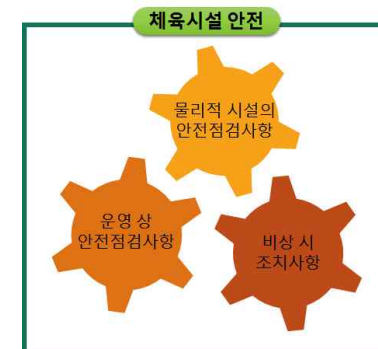 체육시설 안전
물리적 시설의
안전점검사항
운영 상
안전점검사항
비상 시
조치사항